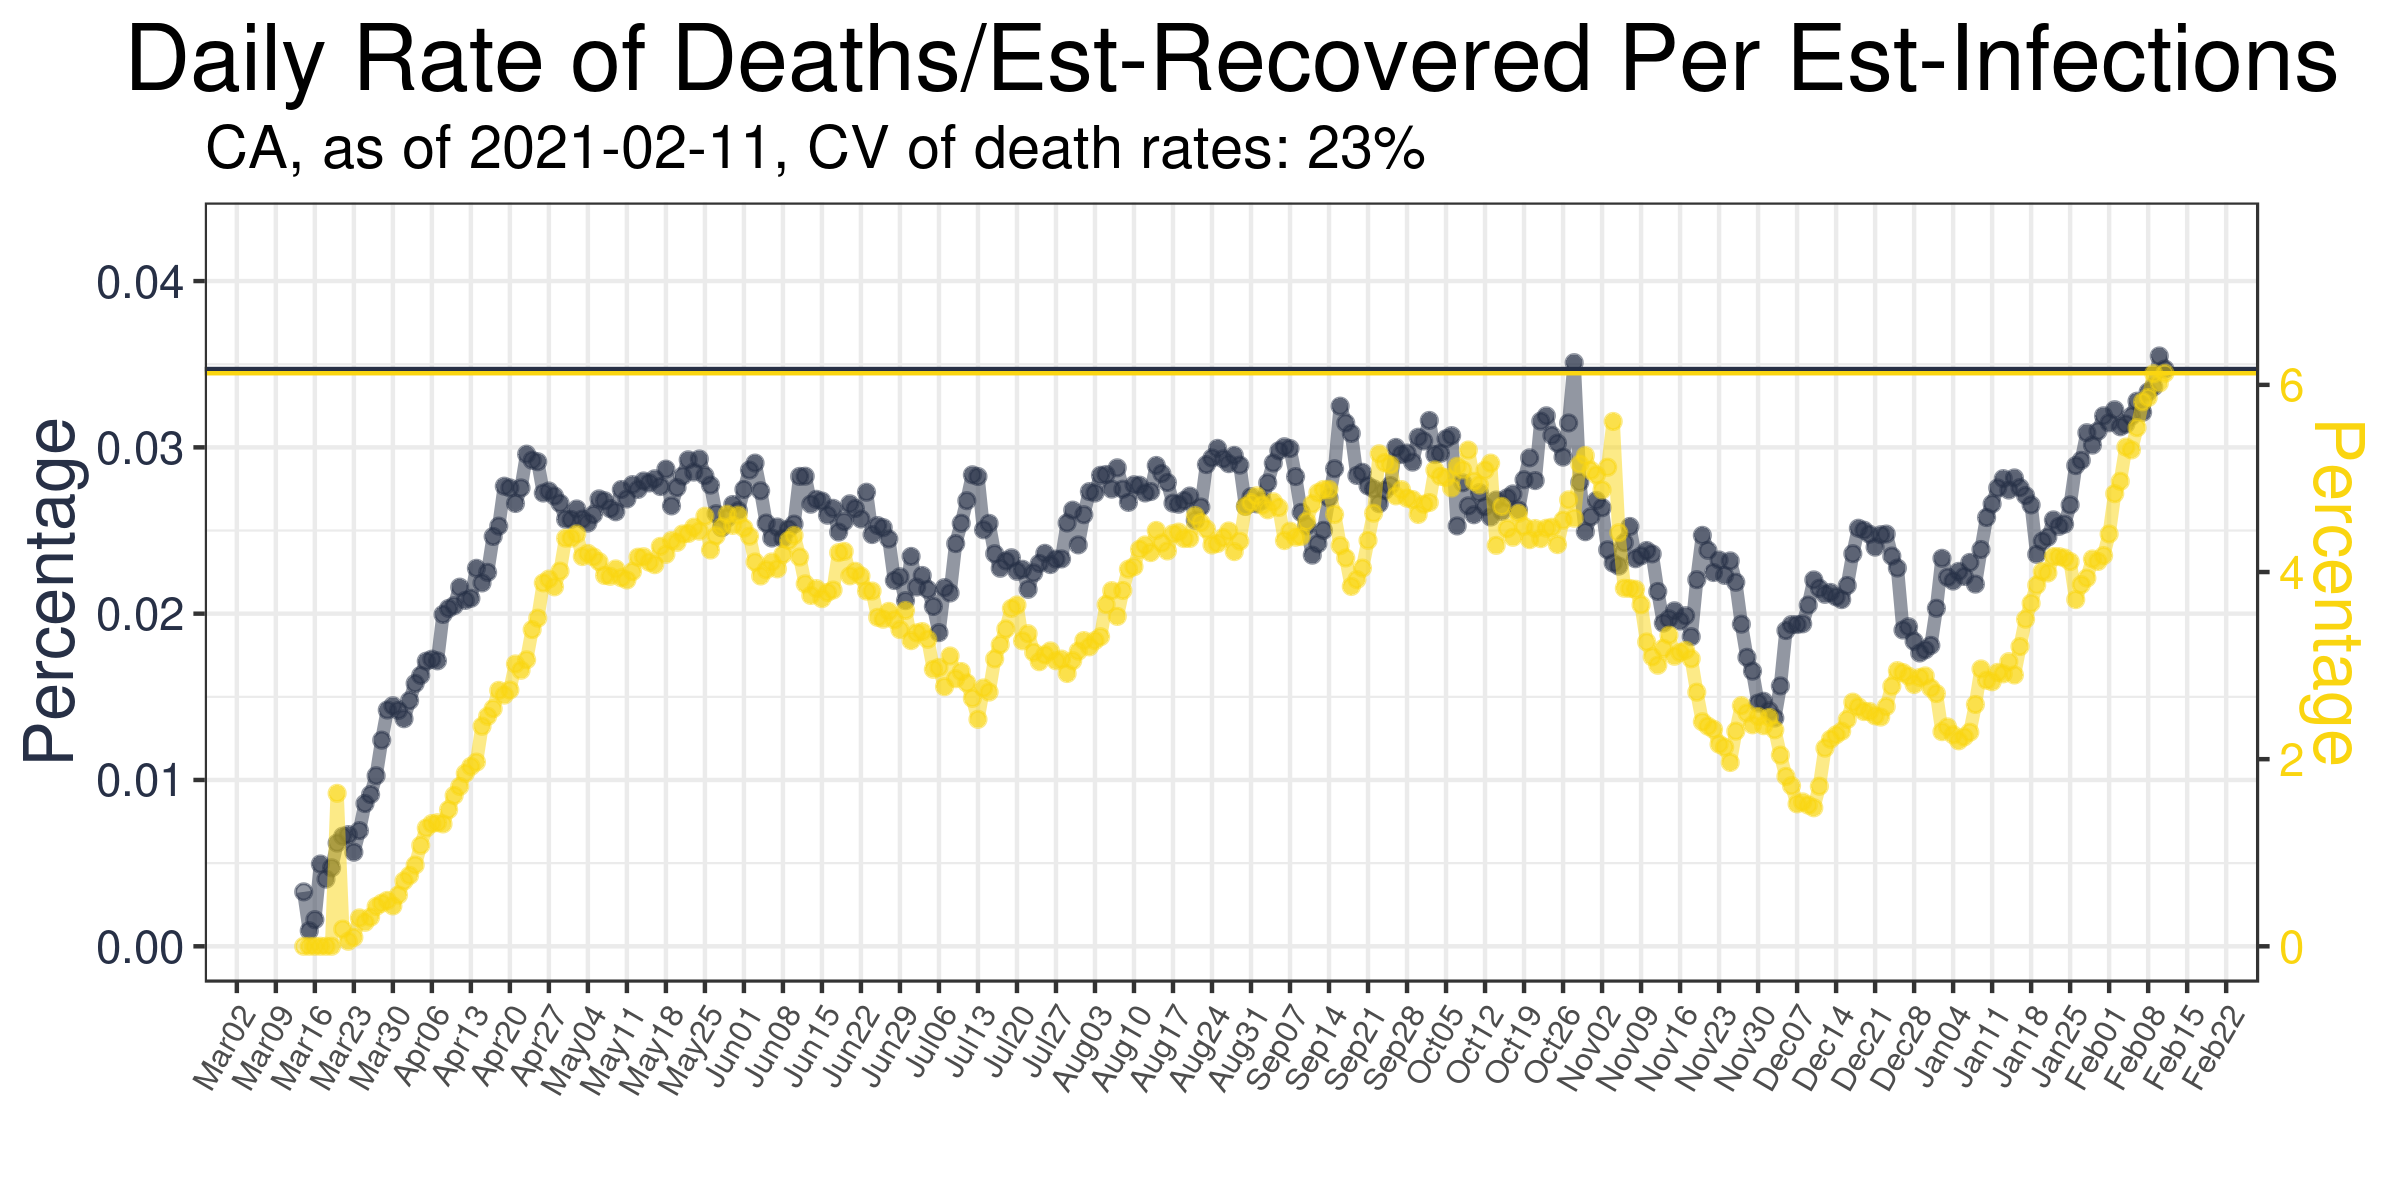 Daily Rate of Deaths/Est-Recovered Per Est-Infections
CA, as of 2021-02-11, CV of death rates: 23%
Percentage
0.04
0.03
0.02
0.01
0.00
6
4
2
0
Percentage
Mar02
Mar09
Mar16
Mar23
Mar30
Apr06
Apr13
Apr20
Apr27
May04
May11
May18
May25
Jun01
Jun08
Jun15
Jun22
Jun29
Jul06
Jul13
Jul20
Jul27
Aug03
Aug10
Aug17
Aug24
Aug31
Sep07
Sep14
Sep21
Sep28
Oct05
Oct12
Oct19
Oct26
Nov02
Nov09
Nov16
Nov23
Nov30
Dec07
Dec14
Dec21
Dec28
Jan04
Jan11
Jan18
Jan25
Feb01
Feb08
Feb15
Feb22